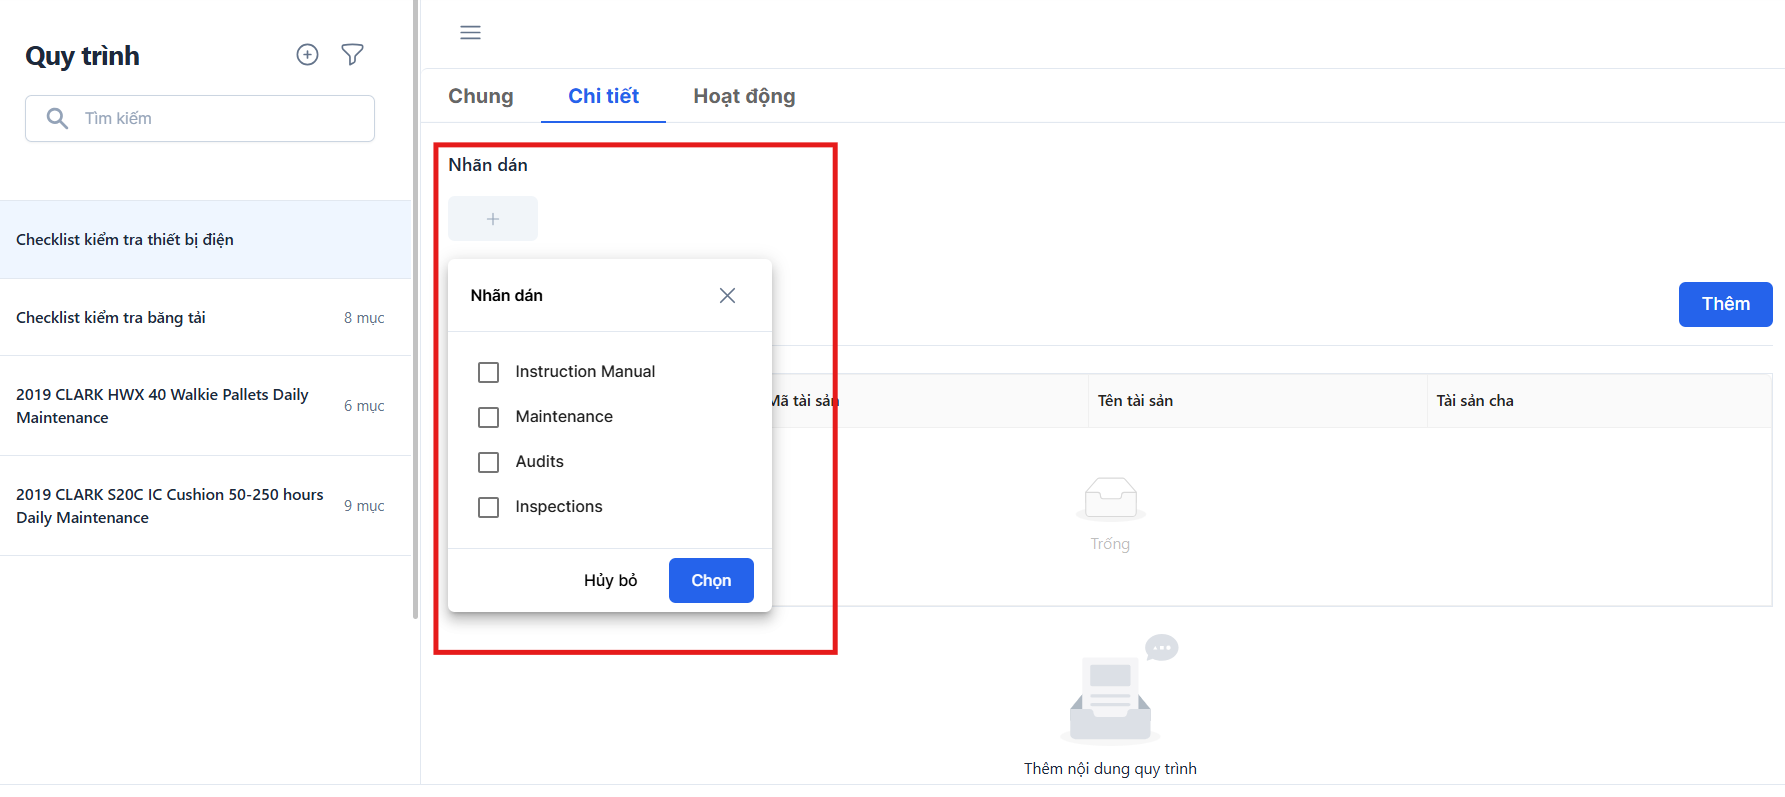 Quy trình
Tìm kiếm
Checklist kiểm tra thiết bị điện
Checklist kiểm tra băng tải
8 mục
2019 CLARK HWX 40 Walkie Pallets Daily
Maintenance
6 mục
2019 CLARK S20C IC Cushion 50-250 hours
Daily Maintenance
9 mục
Chung
Chi tiết
Hoạt động
Nhãn dán
+
Nhãn dán
Instruction Manual
Maintenance
Audits
Inspections
Hủy bỏ
Chọn
Thêm
Mã tài sản
Tên tài sản
Tài sản cha
Trống
Thêm nội dung quy trình